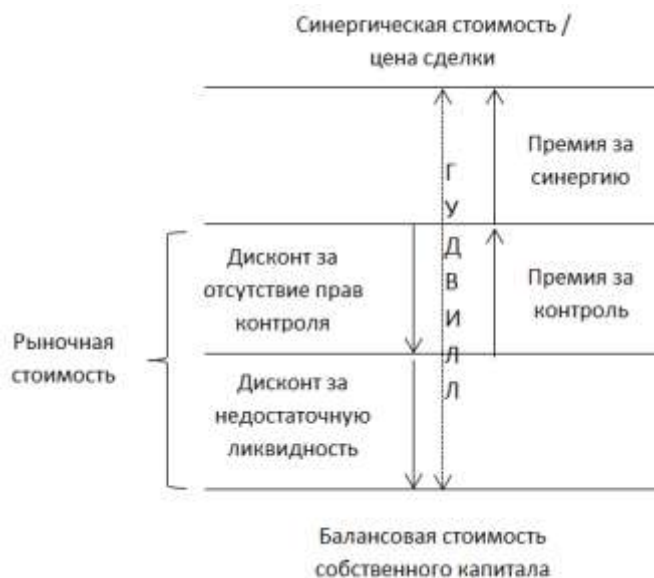 Синергическая стоимость /
цена сделки
Премия за
синергию
ГУДВИЛЛ
Дисконт за
отсутствие прав
контроля
Премия за
контроль
Рыночная
стоимость
Дисконт за
недостаточную
ликвидность
Балансовая стоимость
собственного капитала